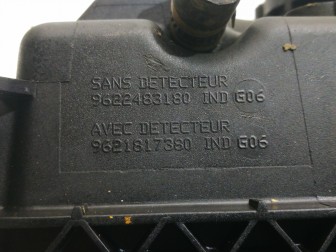 SANS DETECTEUR
9622483180 IND G06
AVEC DETECTEUR
9621817380 IND G06